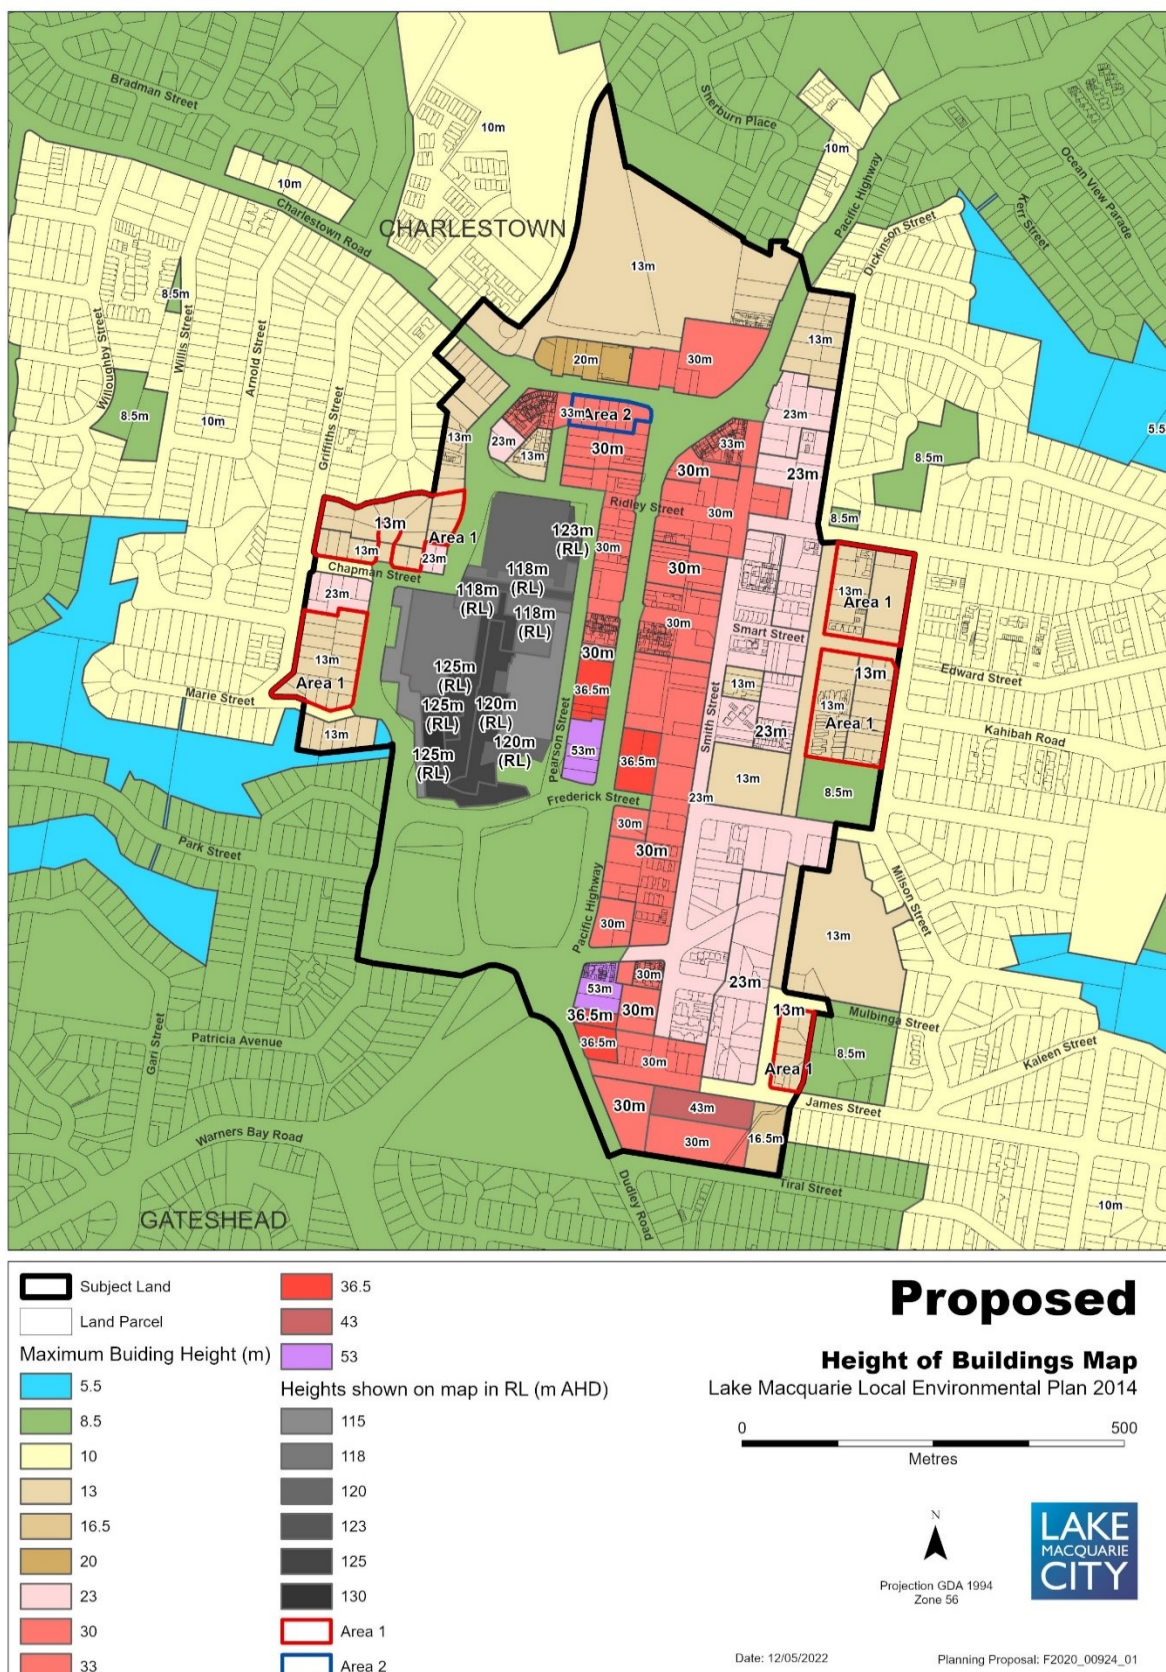 Bradman Street
Sherburn Place
10m
10m
Pacific Highway
Ocean View Parade
Kerr Street
Dickinson Street
10m
Charlestown Road
CHARLESTOWN
13m
8.5m
Willoughby Street
Willis Street
Arnold Street
Griffiths Street
13m
20m
30m
5.5
8.5m
10m
33m
Area 2
23m
13m
13m
30m
33m
30m
23m
23m
8.5m
Ridley Street
30m
8.5m
13m
13m
Area 1
23m
Chapman Street
23m
123m
(RL)
118m
(RL)
118m
(RL)
118m
(RL)
30m
30m
30m
13m
Area 1
Smart Street
Edward Street
13m
Area 1
Marie Street
13m
125m
(RL)
125m
(RL)
120m
(RL)
120m
(RL)
125m
(RL)
30m
36.5m
53m
Pearson Street
36.5m
Smith Street
13m
23m
13m
13m
13m
Area 1
Kahibah Road
8.5m
Frederick Street
23m
Park Street
30m
30m
Pacific Highway
30m
Milson Street
13m
53m
30m
30m
36.5m
36.5m
30m
23m
13m
Area 1
Mulbinga Street
8.5m
Kaleen Street
Gari Street
Patricia Avenue
Warners Bay Road
30m
43m
30m
16.5m
James Street
Tiral Street
Dudley Road
GATESHEAD
10m
Subject Land
Land Parcel
Maximum Buiding Height (m)
5.5
8.5
10
13
16.5
20
23
30
33
36.5
43
53
Heights shown on map in RL (m AHD)
115
118
120
123
125
130
Area 1
Area 2
Proposed
Height of Buildings Map
Lake Macquarie Local Environmental Plan 2014
0 500
Metres
N
Projection GDA 1994
Zone 56
LAKE
MACQUARIE
CITY
Date: 12/05/2022
Planning Proposal: F2020_00924_01